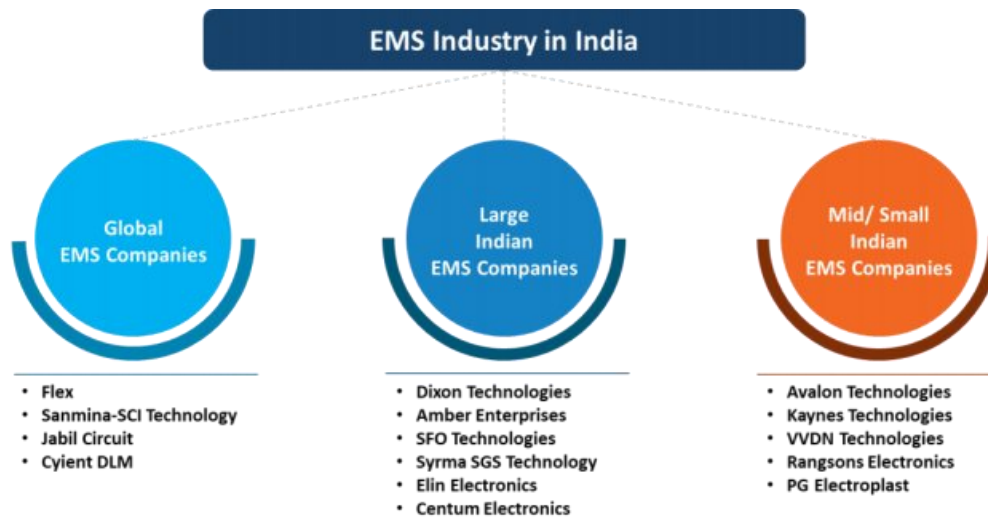 EMS Industry in India
Global
EMS Companies
Large
Indian
EMS Companies
Mid/ Small
Indian
EMS Companies
• Flex
• Sanmina-SCI Technology
• Jabil Circuit
• Cyient DLM
• Dixon Technologies
• Amber Enterprises
• SFO Technologies
• Syrma SGS Technology
• Elin Electronics
• Centum Electronics
• Avalon Technologies
• Kaynes Technologies
• VVDN Technologies
• Rangsons Electronics
• PG Electroplast